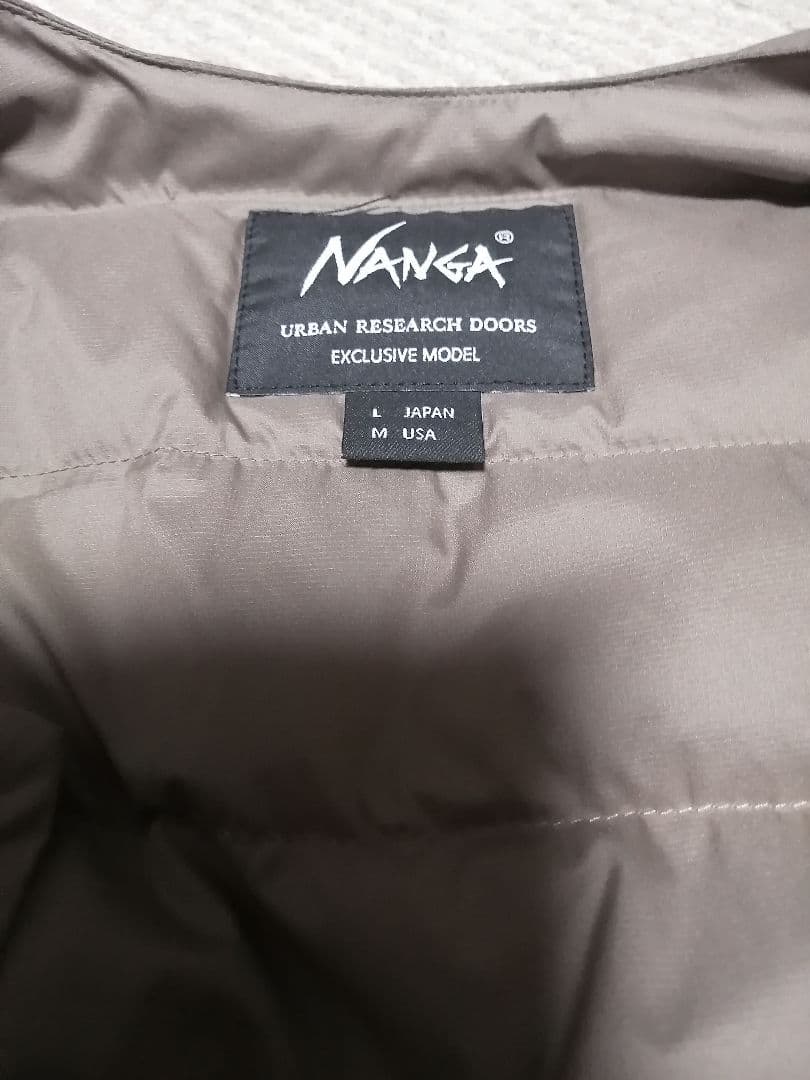 NANGA®
URBAN RESEARCH DOORS
EXCLUSIVE MODEL
L JAPAN
M USA